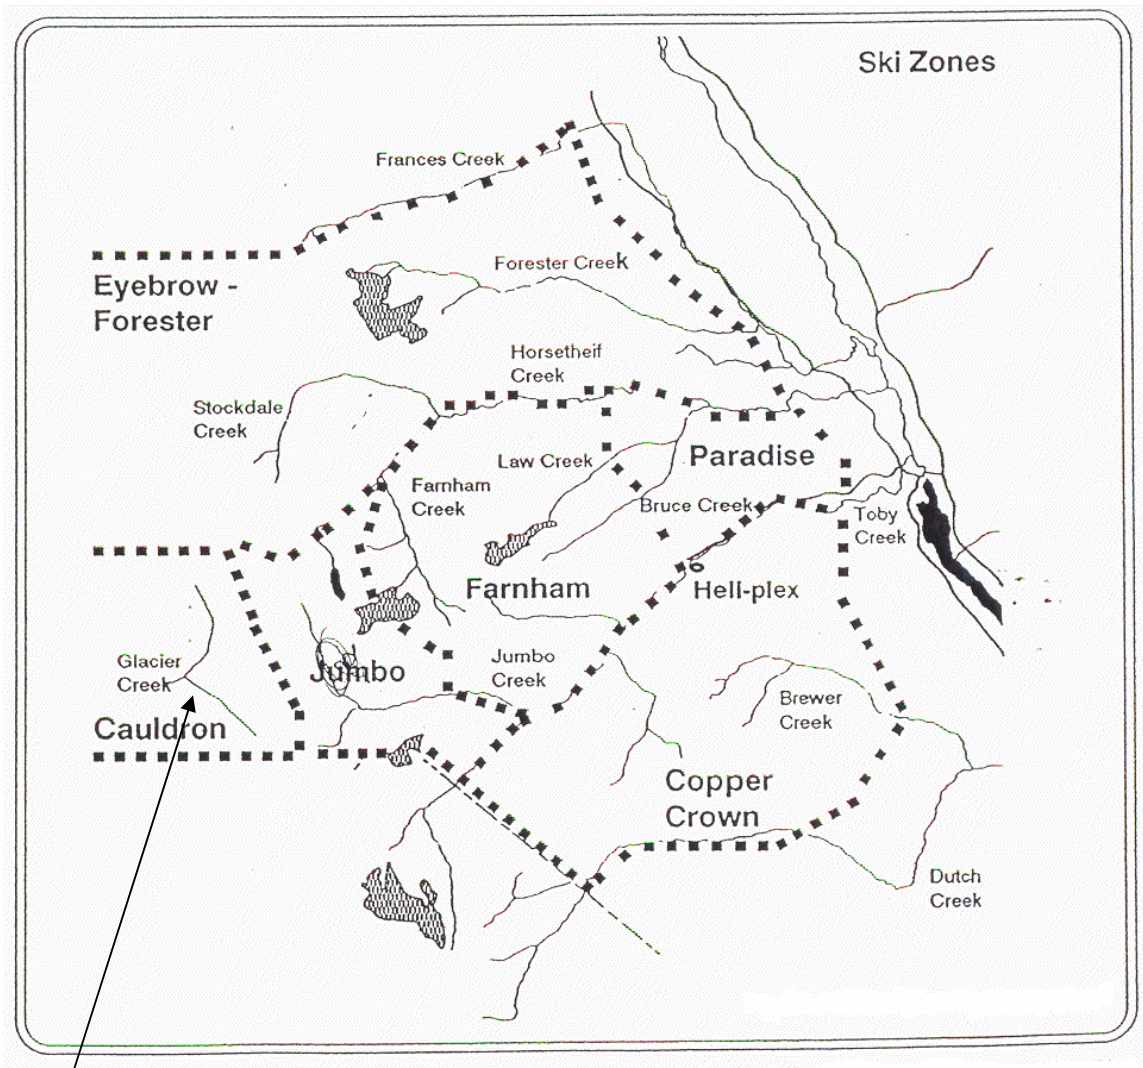 Ski Zones
Frances Creek
Forester Creek
Eyebrow -
Forester
Horsetheif
Creek
Stockdale
Creek
Law Creek
Paradise
Farnham
Creek
Bruce Creek
Toby
Creek
Farnham
Hell-plex
Glacier
Creek
Jumbo
Jumbo
Creek
Brewer
Creek
Cauldron
Copper
Crown
Dutch
Creek